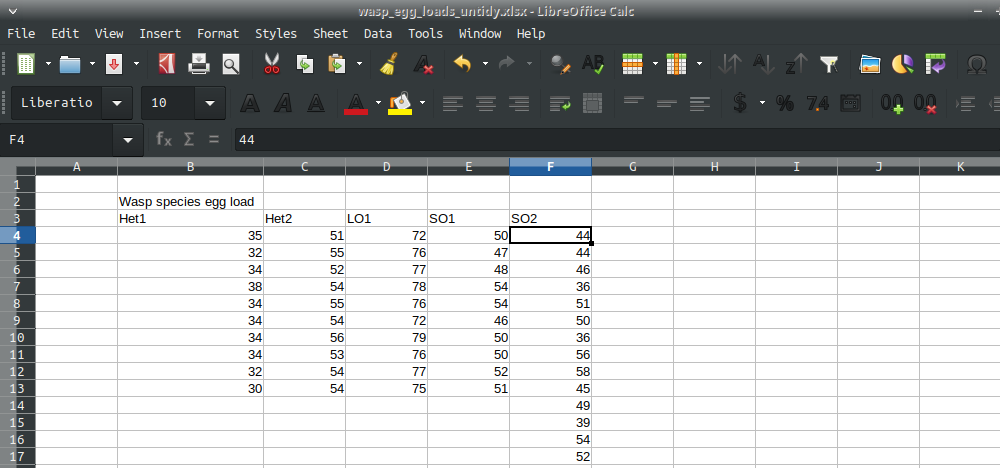 wasp_egg_loads_untidy.xlsx - LibreOffice Calc
File Edit View Insert Format Styles Sheet Data Tools Window Help
Liberatio 10
F4 fx Σ = 44
A B C D E F G H I J K
1
2 Wasp species egg load
3 Het1 Het2 LO1 SO1 SO2
4 35 51 72 50 44
5 32 55 76 47 44
6 34 52 77 48 46
7 38 54 78 54 36
8 34 55 76 54 51
9 34 54 72 46 50
10 34 56 79 50 36
11 34 53 76 50 56
12 32 54 77 52 58
13 30 54 75 51 45
14 49
15 39
16 54
17 52